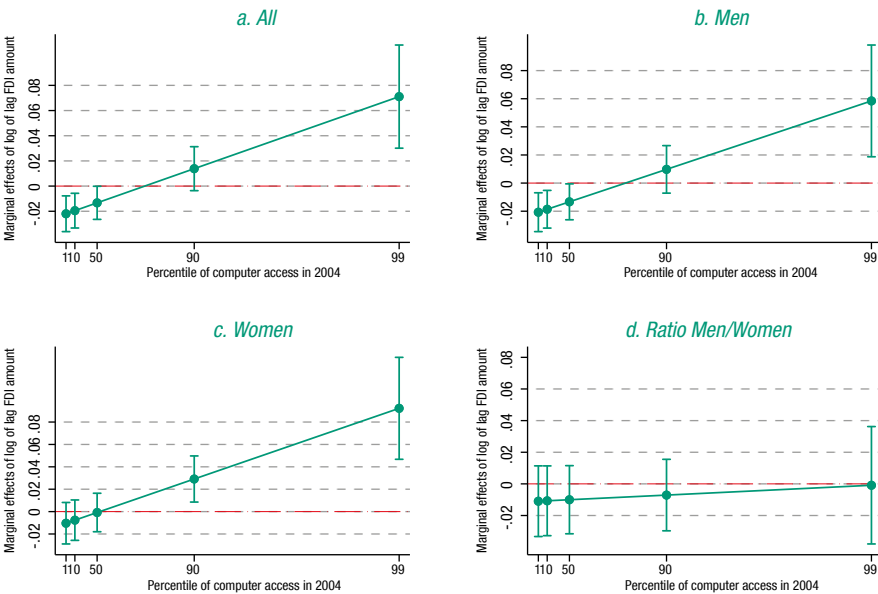 a. All
Marginal effects of log of lag FDI amount
.08
.06
.04
.02
0
-.02
110 50 90 99
Percentile of computer access in 2004
b. Men
Marginal effects of log of lag FDI amount
.08
.06
.04
.02
0
-.02
110 50 90 99
Percentile of computer access in 2004
c. Women
Marginal effects of log of lag FDI amount
.08
.06
.04
.02
0
-.02
110 50 90 99
Percentile of computer access in 2004
d. Ratio Men/Women
Marginal effects of log of lag FDI amount
.08
.06
.04
.02
0
-.02
110 50 90 99
Percentile of computer access in 2004